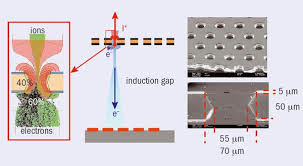 ions
40%
60%
electrons
I+
e-
e-
induction gap
5 µm
50 µm
55 µm
70 µm